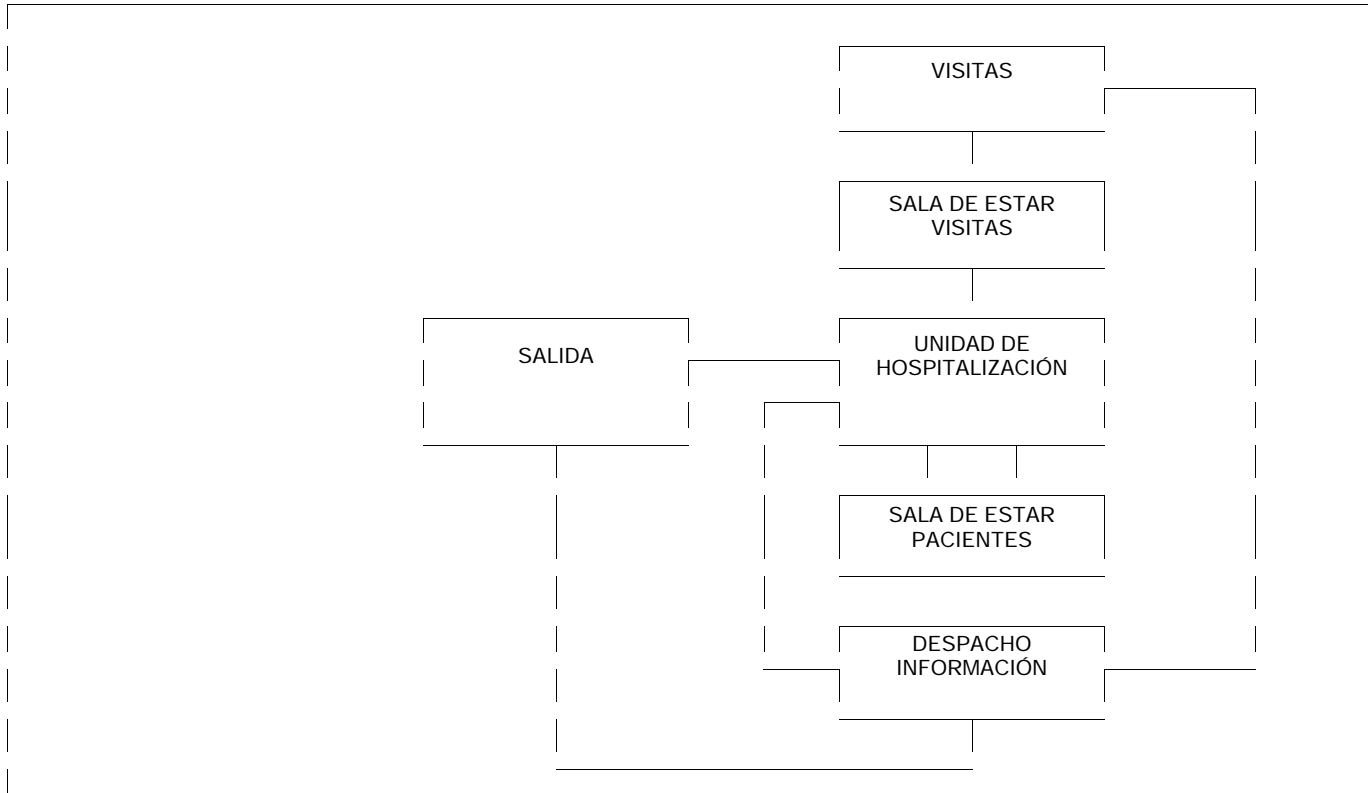 VISITAS
SALA DE ESTAR
VISITAS
SALIDA
UNIDAD DE
HOSPITALIZACIÓN
SALA DE ESTAR
PACIENTES
DESPACHO
INFORMACIÓN